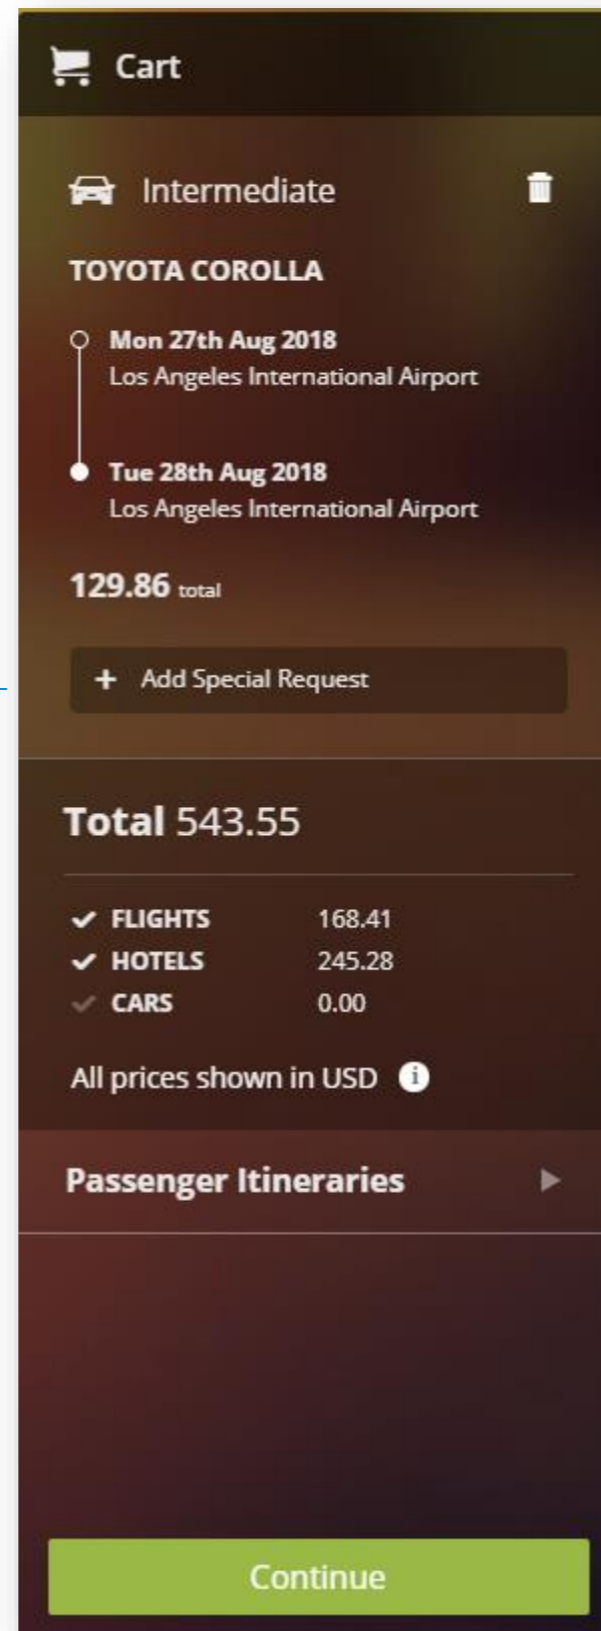 Cart
Intermediate
TOYOTA COROLLA
Mon 27th Aug 2018
Los Angeles International Airport
Tue 28th Aug 2018
Los Angeles International Airport
129.86 total
+ Add Special Request
Total 543.55
FLIGHTS 168.41
HOTELS 245.28
CARS 0.00
All prices shown in USD i
Passenger Itineraries
Continue